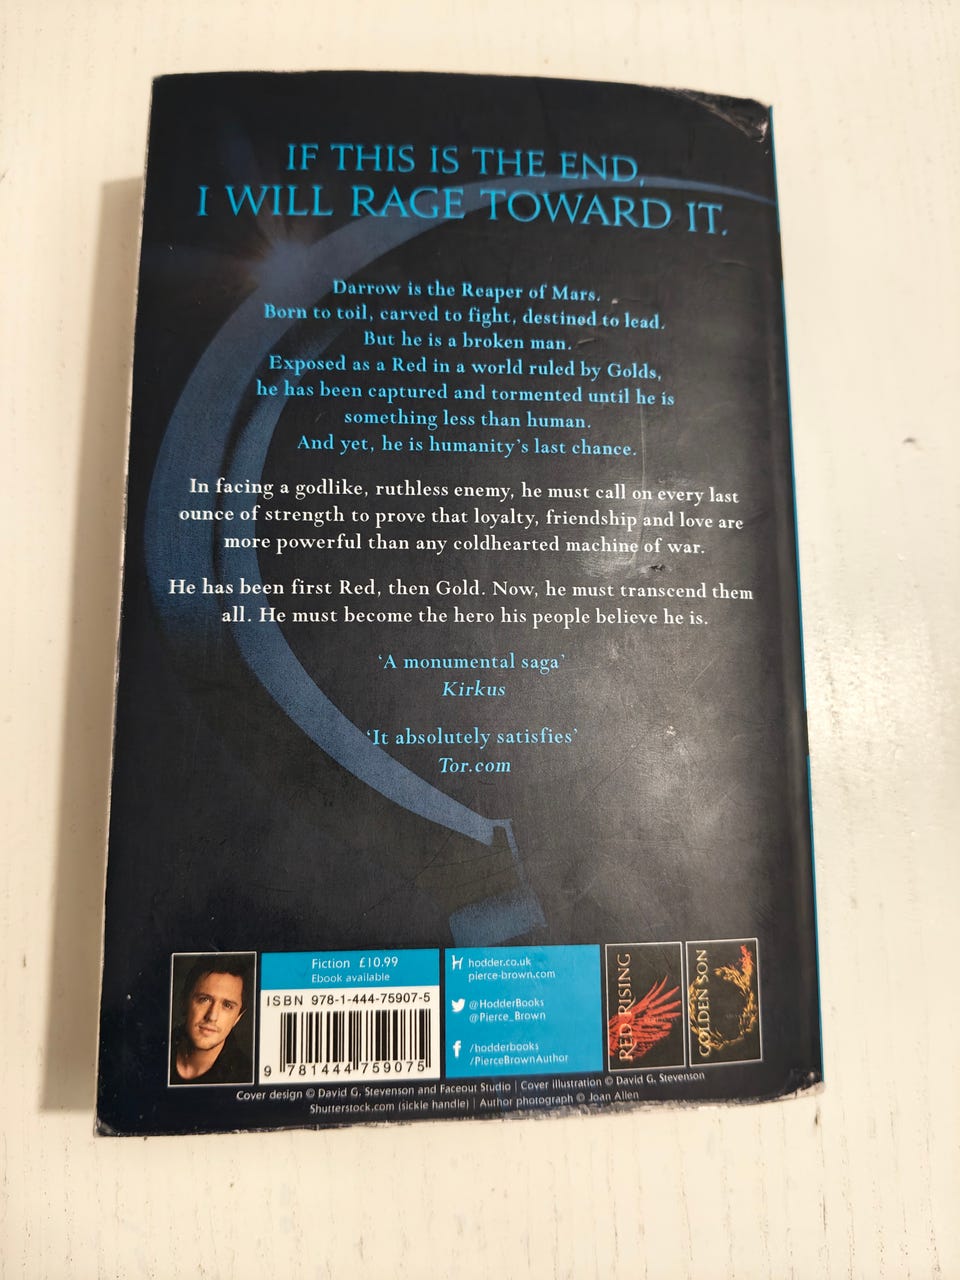 IF THIS IS THE END,
I WILL RAGE TOWARD IT.
Darrow is the Reaper of Mars.
Born to toil, carved to fight, destined to lead.
But he is a broken man.
Exposed as a Red in a world ruled by Golds,
he has been captured and tormented until he is
something less than human.
And yet, he is humanity's last chance.
In facing a godlike, ruthless enemy, he must call on every last
ounce of strength to prove that loyalty, friendship and love are
more powerful than any coldhearted machine of war.
He has been first Red, then Gold. Now, he must transcend them
all. He must become the hero his people believe he is.
'A monumental saga'
Kirkus
'It absolutely satisfies'
Tor.com
Fiction £10.99
Ebook available
ISBN 978-1-444-75907-5
9 781444 759075
hodder.co.uk
pierce-brown.com
@HodderBooks
@Pierce_Brown
/hodderbooks
/PierceBrownAuthor
RED RISING
GOLDEN SON
Cover design © David G. Stevenson and Faceout Studio | Cover illustration © David G. Stevenson
Shutterstock.com (sickle handle) | Author photograph © Joan Allen